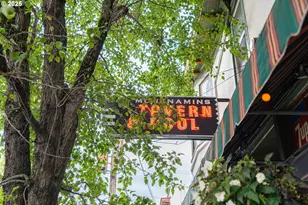 2025
MCMENAMINS
TAVERN
& POOL